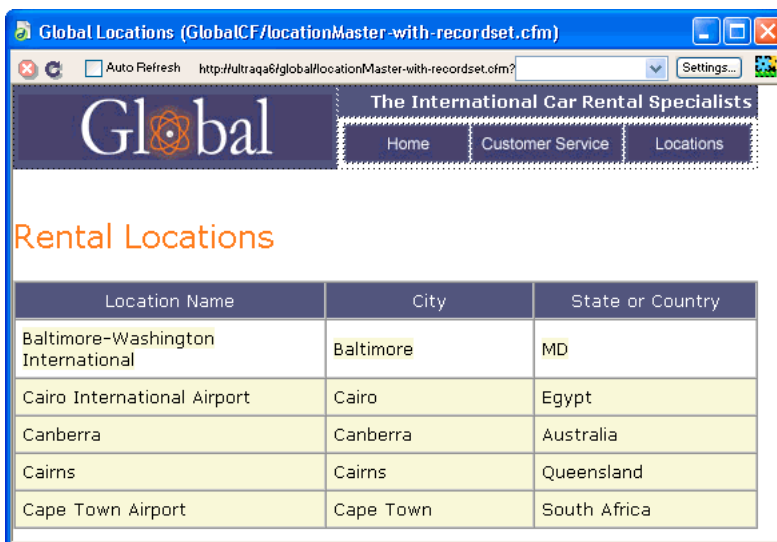 Global Locations (GlobalCF/locationMaster-with-recordset.cfm)
Auto Refresh http://ultraqa6/global/locationMaster-with-recordset.cfm? Settings...
Global
The International Car Rental Specialists
Home Customer Service Locations
Rental Locations
Location Name City State or Country
Baltimore-Washington
International Baltimore MD
Cairo International Airport Cairo Egypt
Canberra Canberra Australia
Cairns Cairns Queensland
Cape Town Airport Cape Town South Africa